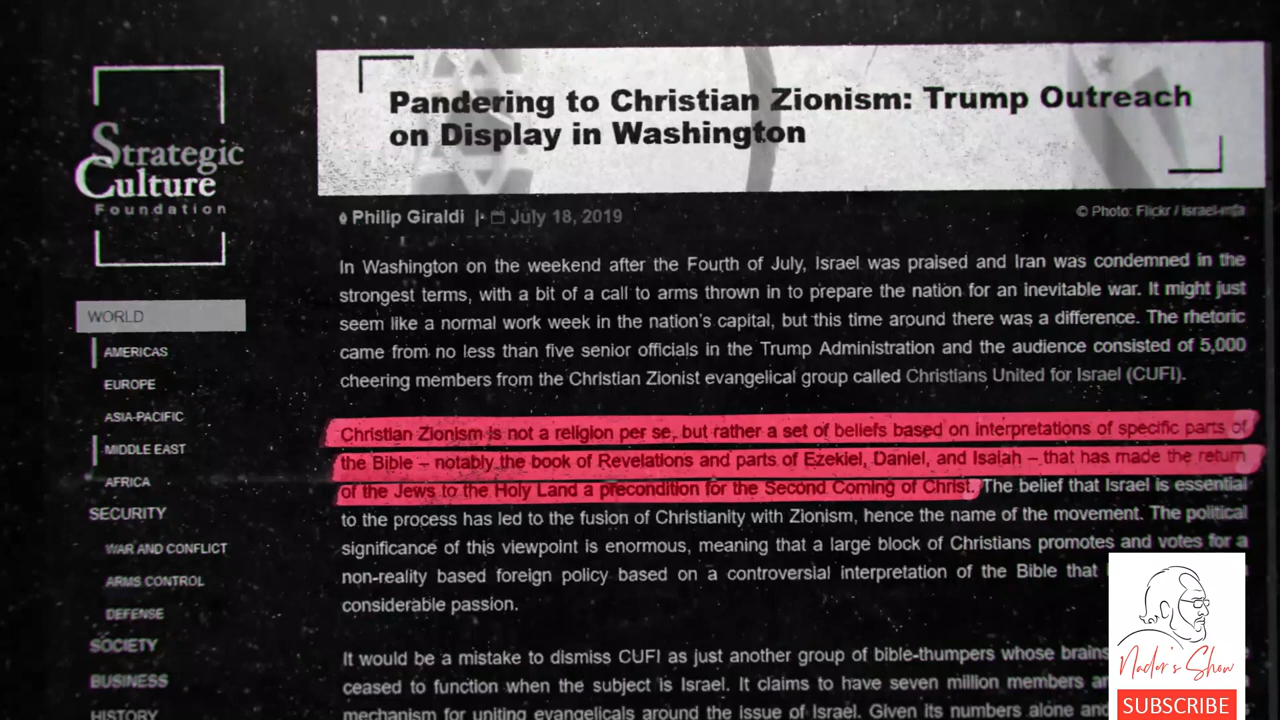 Strategic
Culture
Foundation
Pandering to Christian Zionism: Trump Outreach
on Display in Washington
Philip Giraldi | July 18, 2019
© Photo: Flickr / israel-mfa
WORLD
AMERICAS
EUROPE
ASIA-PACIFIC
MIDDLE EAST
AFRICA
SECURITY
WAR AND CONFLICT
ARMS CONTROL
DEFENSE
SOCIETY
BUSINESS
HISTORY
In Washington on the weekend after the Fourth of July, Israel was praised and Iran was condemned in the
strongest terms, with a bit of a call to arms thrown in to prepare the nation for an inevitable war. It might just
seem like a normal work week in the nation's capital, but this time around there was a difference. The rhetoric
came from no less than five senior officials in the Trump Administration and the audience consisted of 5,000
cheering members from the Christian Zionist evangelical group called Christians United for Israel (CUFI).
Christian Zionism is not a religion per se, but rather a set of beliefs based on interpretations of specific parts of
the Bible – notably the book of Revelations and parts of Ezekiel, Daniel, and Isaiah – that has made the return
of the Jews to the Holy Land a precondition for the Second Coming of Christ. The belief that Israel is essential
to the process has led to the fusion of Christianity with Zionism, hence the name of the movement. The political
significance of this viewpoint is enormous, meaning that a large block of Christians promotes and votes for a
non-reality based foreign policy based on a controversial interpretation of the Bible that
considerable passion.
It would be a mistake to dismiss CUFI as just another group of bible-thumpers whose brains
ceased to function when the subject is Israel. It claims to have seven million members
mechanism for uniting evangelicals around the issue of Israel. Given its numbers alone and
Nader's Show
SUBSCRIBE